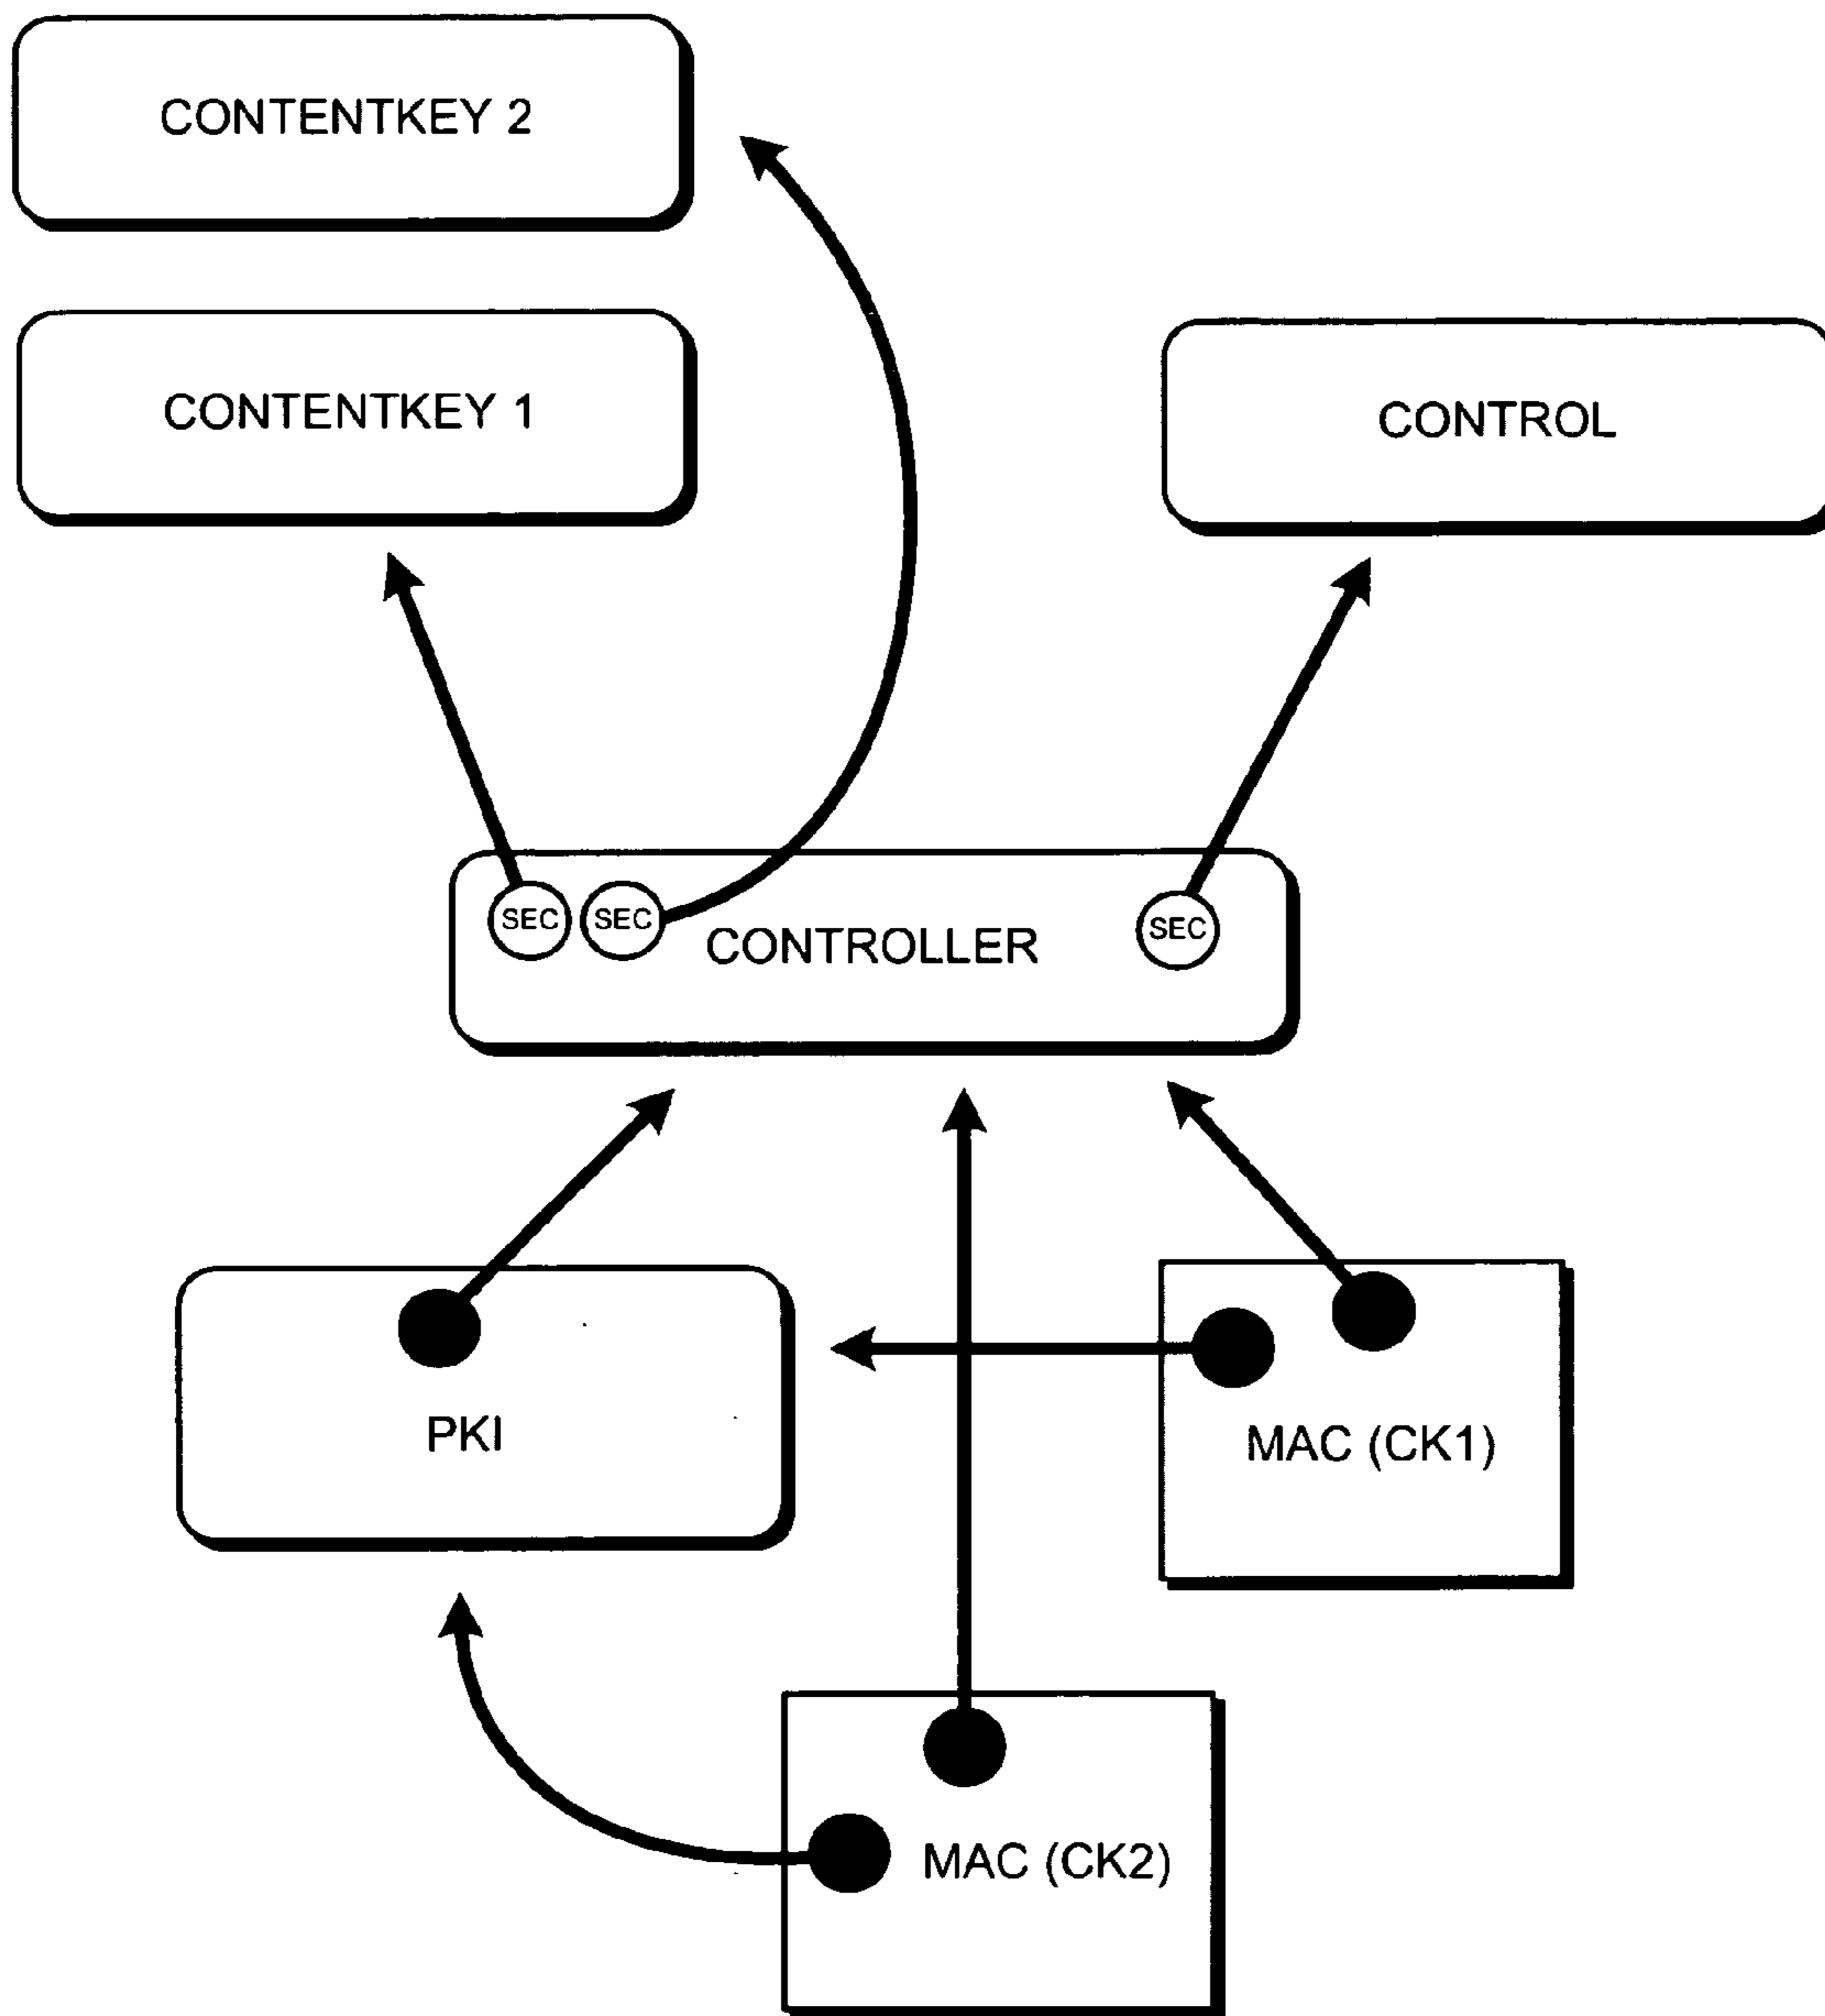 CONTENTKEY 2
CONTENTKEY 1
CONTROL
SEC
SEC
SEC
CONTROLLER
PKI
MAC (CK1)
MAC (CK2)